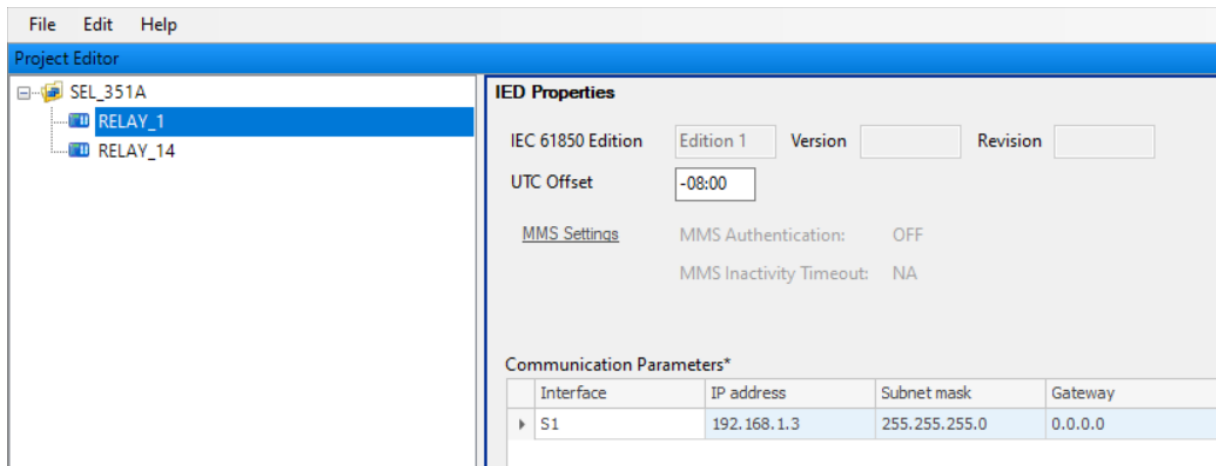 File Edit Help
Project Editor
SEL_351A
RELAY_1
RELAY_14
IED Properties
IEC 61850 Edition Edition 1 Version Revision
UTC Offset -08:00
MMS Settings MMS Authentication: OFF
MMS Inactivity Timeout: NA
Communication Parameters*
Interface IP address Subnet mask Gateway
S1 192.168.1.3 255.255.255.0 0.0.0.0